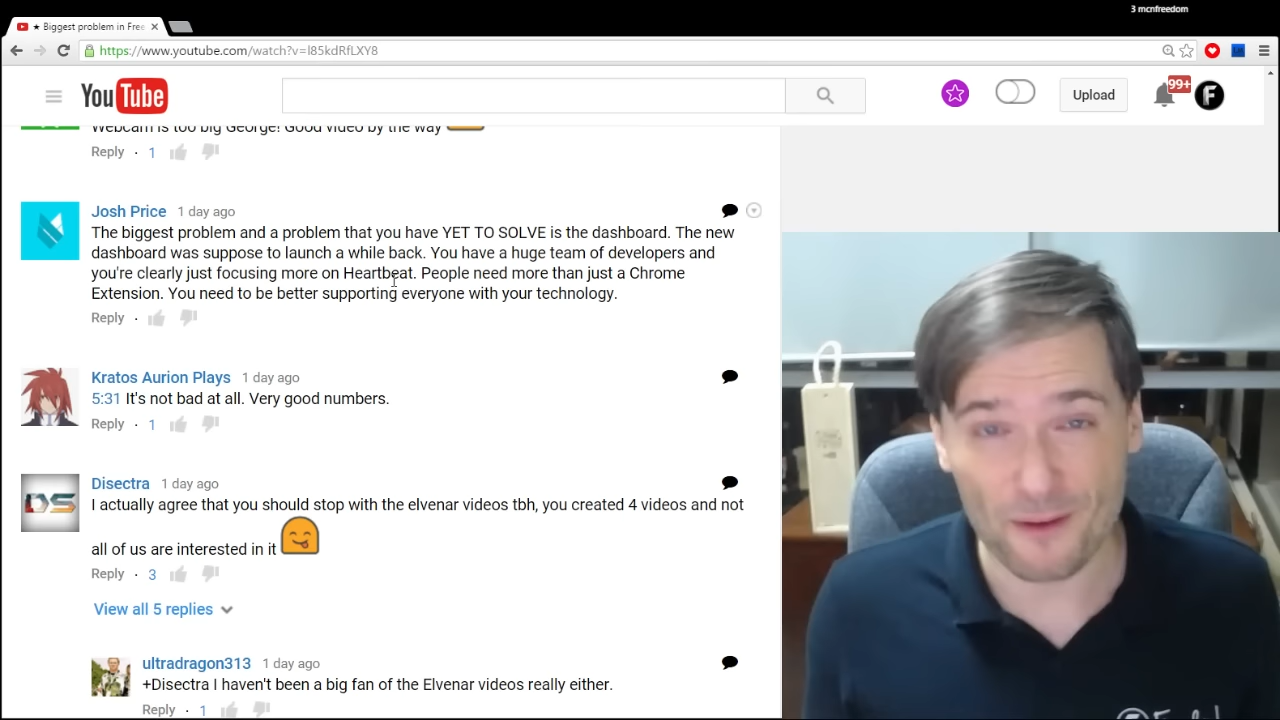 3 mcnfreedom
★ Biggest problem in Free
https://www.youtube.com/watch?v=l85kdRfLXY8
YouTube
Upload
99+
F
Webcam is too big George! Good video by the way
Reply · 1
Josh Price 1 day ago
The biggest problem and a problem that you have YET TO SOLVE is the dashboard. The new
dashboard was suppose to launch a while back. You have a huge team of developers and
you're clearly just focusing more on Heartbeat. People need more than just a Chrome
Extension. You need to be better supporting everyone with your technology.
Reply ·
Kratos Aurion Plays 1 day ago
5:31 It's not bad at all. Very good numbers.
Reply · 1
DS
Disectra 1 day ago
I actually agree that you should stop with the elvenar videos tbh, you created 4 videos and not
all of us are interested in it
Reply · 3
View all 5 replies
ultradragon313 1 day ago
+Disectra I haven't been a big fan of the Elvenar videos really either.
Reply · 1